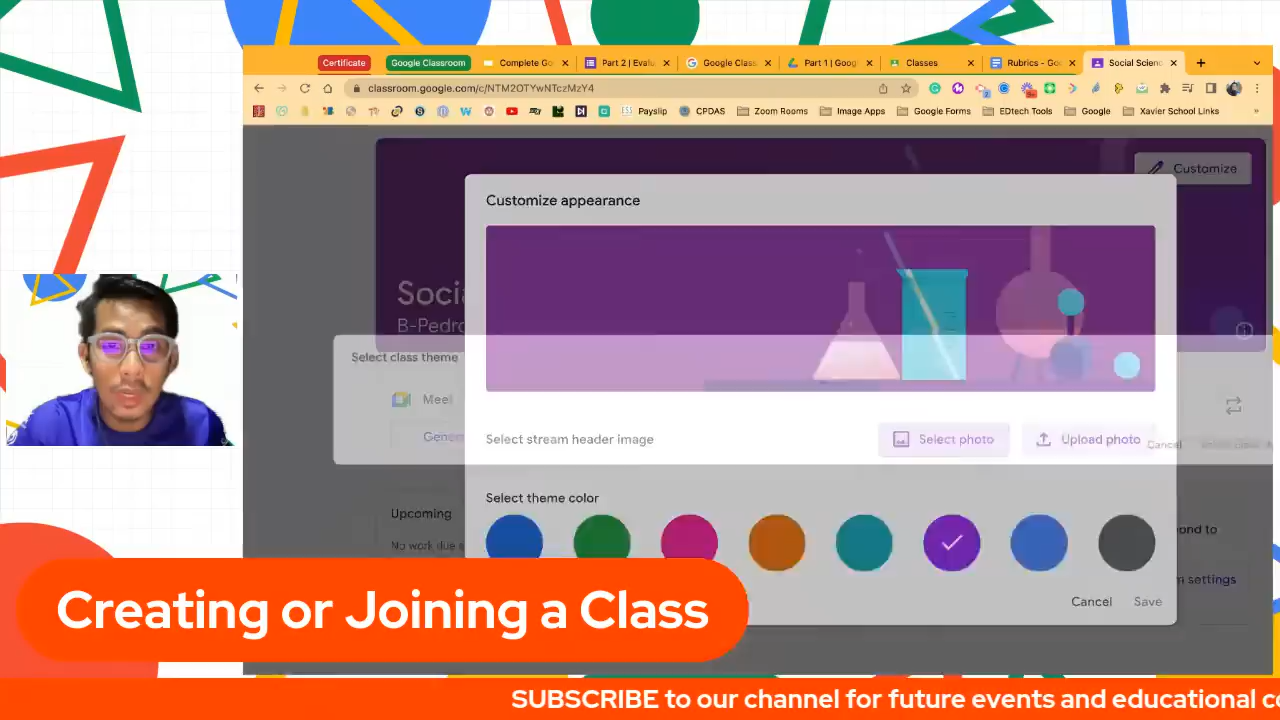 Certificate
Google Classroom
Complete Go
Part 2 | Evalu
Google Class
Part 1 | Goog
Classes
Rubrics - Goo
Social Scienc
classroom.google.com/c/NTM2OTYwNTczMzY4
Payslip
CPDAS
Zoom Rooms
Image Apps
Google Forms
EDtech Tools
Google
Xavier School Links
Customize
Customize appearance
Socia
B-Pedro
Select class theme
Meet
Gener
Select stream header image
Select photo
Upload photo
Cancel
Select theme color
Upcoming
No work due s
ond to
m settings
Cancel
Save
Creating or Joining a Class
SUBSCRIBE to our channel for future events and educational co